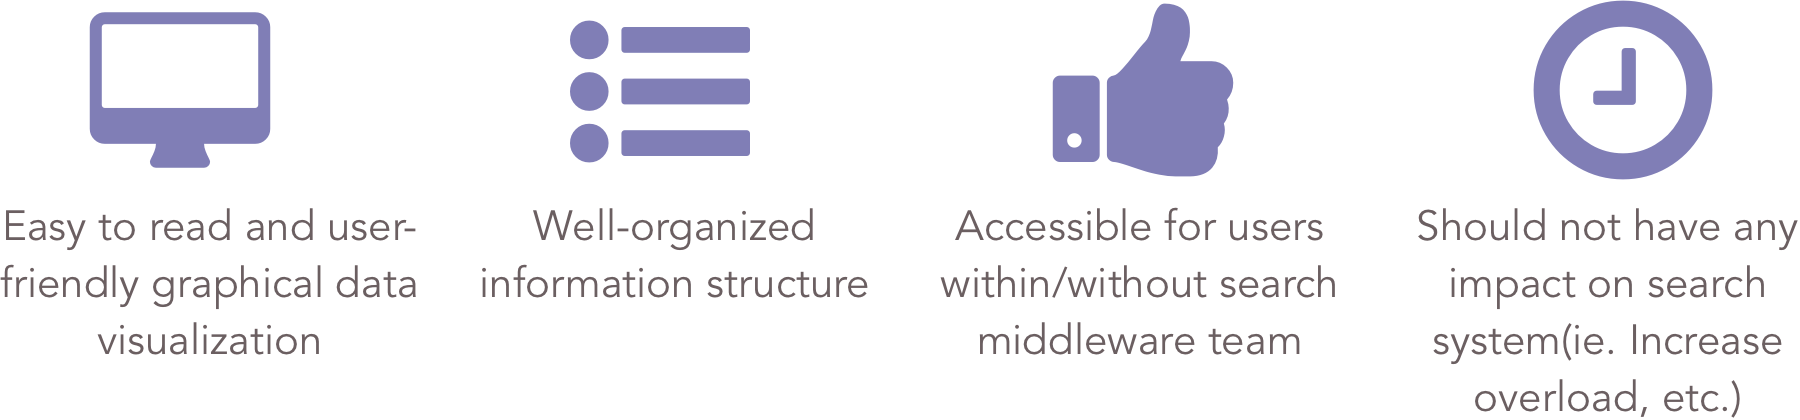 Easy to read and user-
friendly graphical data
visualization
Well-organized
information structure
Accessible for users
within/without search
middleware team
Should not have any
impact on search
system(ie. Increase
overload, etc.)